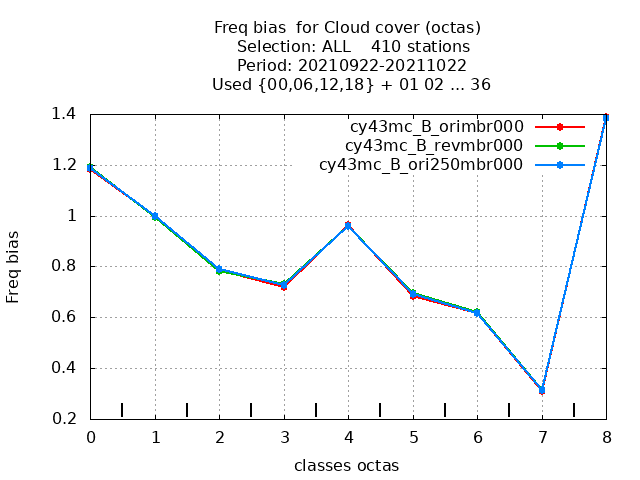 Freq bias  for Cloud cover (octas)
Selection: ALL    410 stations
Period: 20210922-20211022
Used {00,06,12,18} + 01 02 ... 36
cy43mc_B_orimbr000
cy43mc_B_revmbr000
cy43mc_B_ori250mbr000
1.4
1.2
1
0.8
0.6
0.4
0.2
Freq bias
0 1 2 3 4 5 6 7 8
classes octas